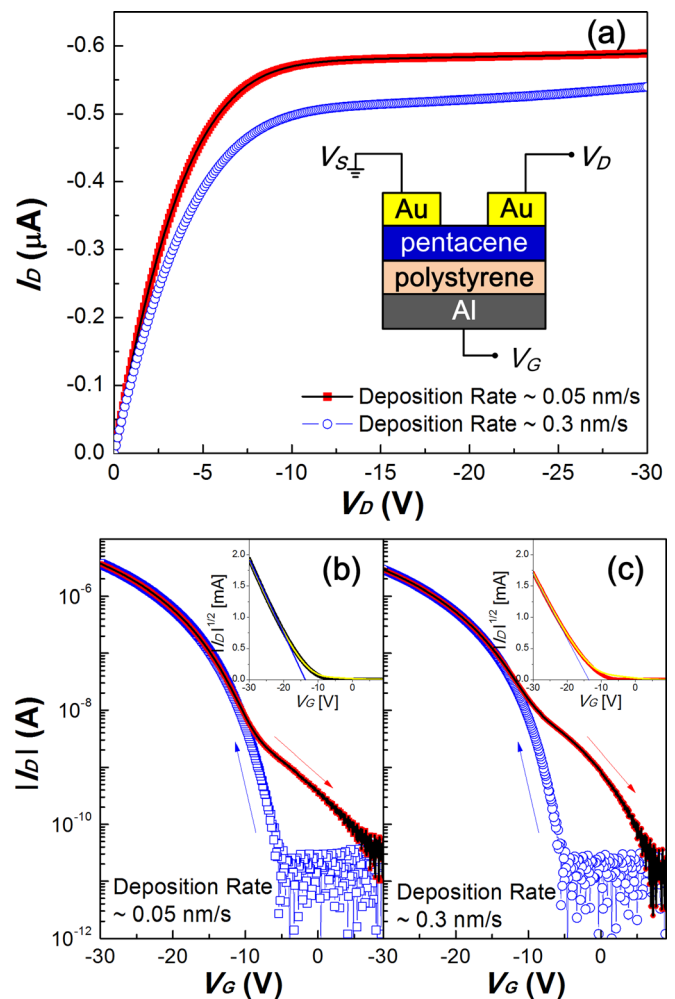 (a)
-0.6
-0.5
-0.4
-0.3
-0.2
-0.1
0.0
I_D (μA)
V_S
V_D
Au Au
pentacene
polystyrene
Al
V_G
Deposition Rate ~ 0.05 nm/s
Deposition Rate ~ 0.3 nm/s
0 -5 -10 -15 -20 -25 -30
V_D (V)
(b)
2.0
1.5
1.0
0.5
0.0
|I_D|^1/2 [mA]
-30 -20 -10 0
V_G [V]
(c)
2.0
1.5
1.0
0.5
0.0
|I_D|^1/2 [mA]
-30 -20 -10 0
V_G [V]
10^-6
10^-8
10^-10
10^-12
|I_D| (A)
Deposition Rate
~ 0.05 nm/s
Deposition Rate
~ 0.3 nm/s
-30 -20 -10 0 -30 -20 -10 0
V_G (V) V_G (V)